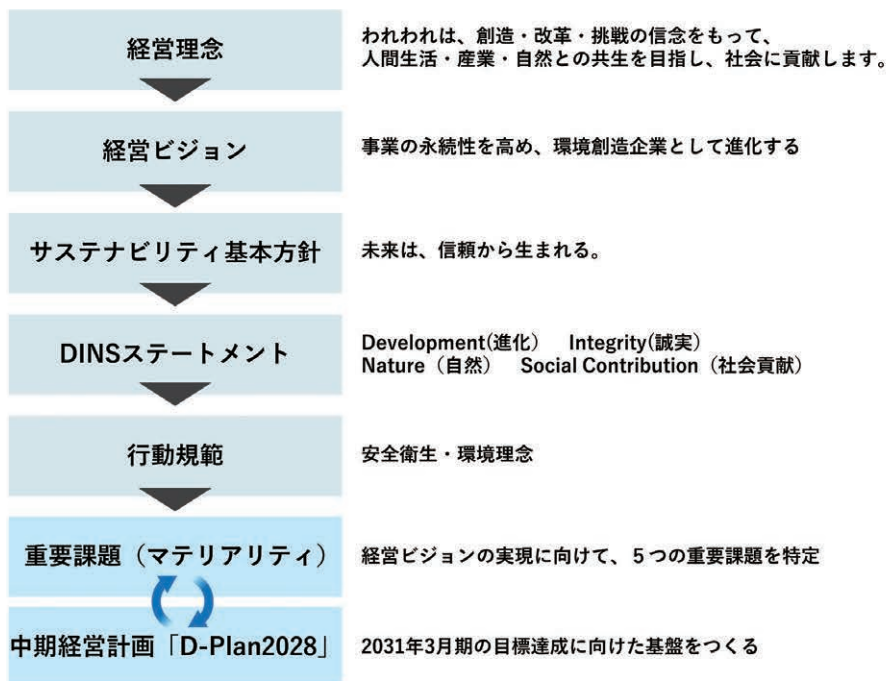 経営理念
われわれは、創造・改革・挑戦の信念をもって、
人間生活・産業・自然との共生を目指し、社会に貢献します。
経営ビジョン
事業の永続性を高め、環境創造企業として進化する
サステナビリティ基本方針
未来は、信頼から生まれる。
DINSステートメント
Development(進化)　Integrity(誠実)
Nature（自然）　Social Contribution（社会貢献）
行動規範
安全衛生・環境理念
重要課題（マテリアリティ）
経営ビジョンの実現に向けて、５つの重要課題を特定
中期経営計画「D-Plan2028」
2031年3月期の目標達成に向けた基盤をつくる